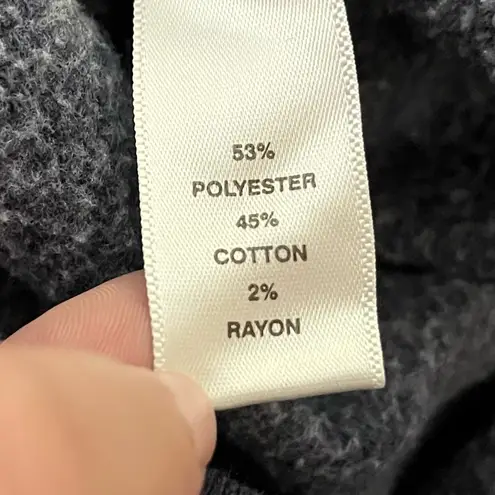 53%
POLYESTER
45%
COTTON
2%
RAYON